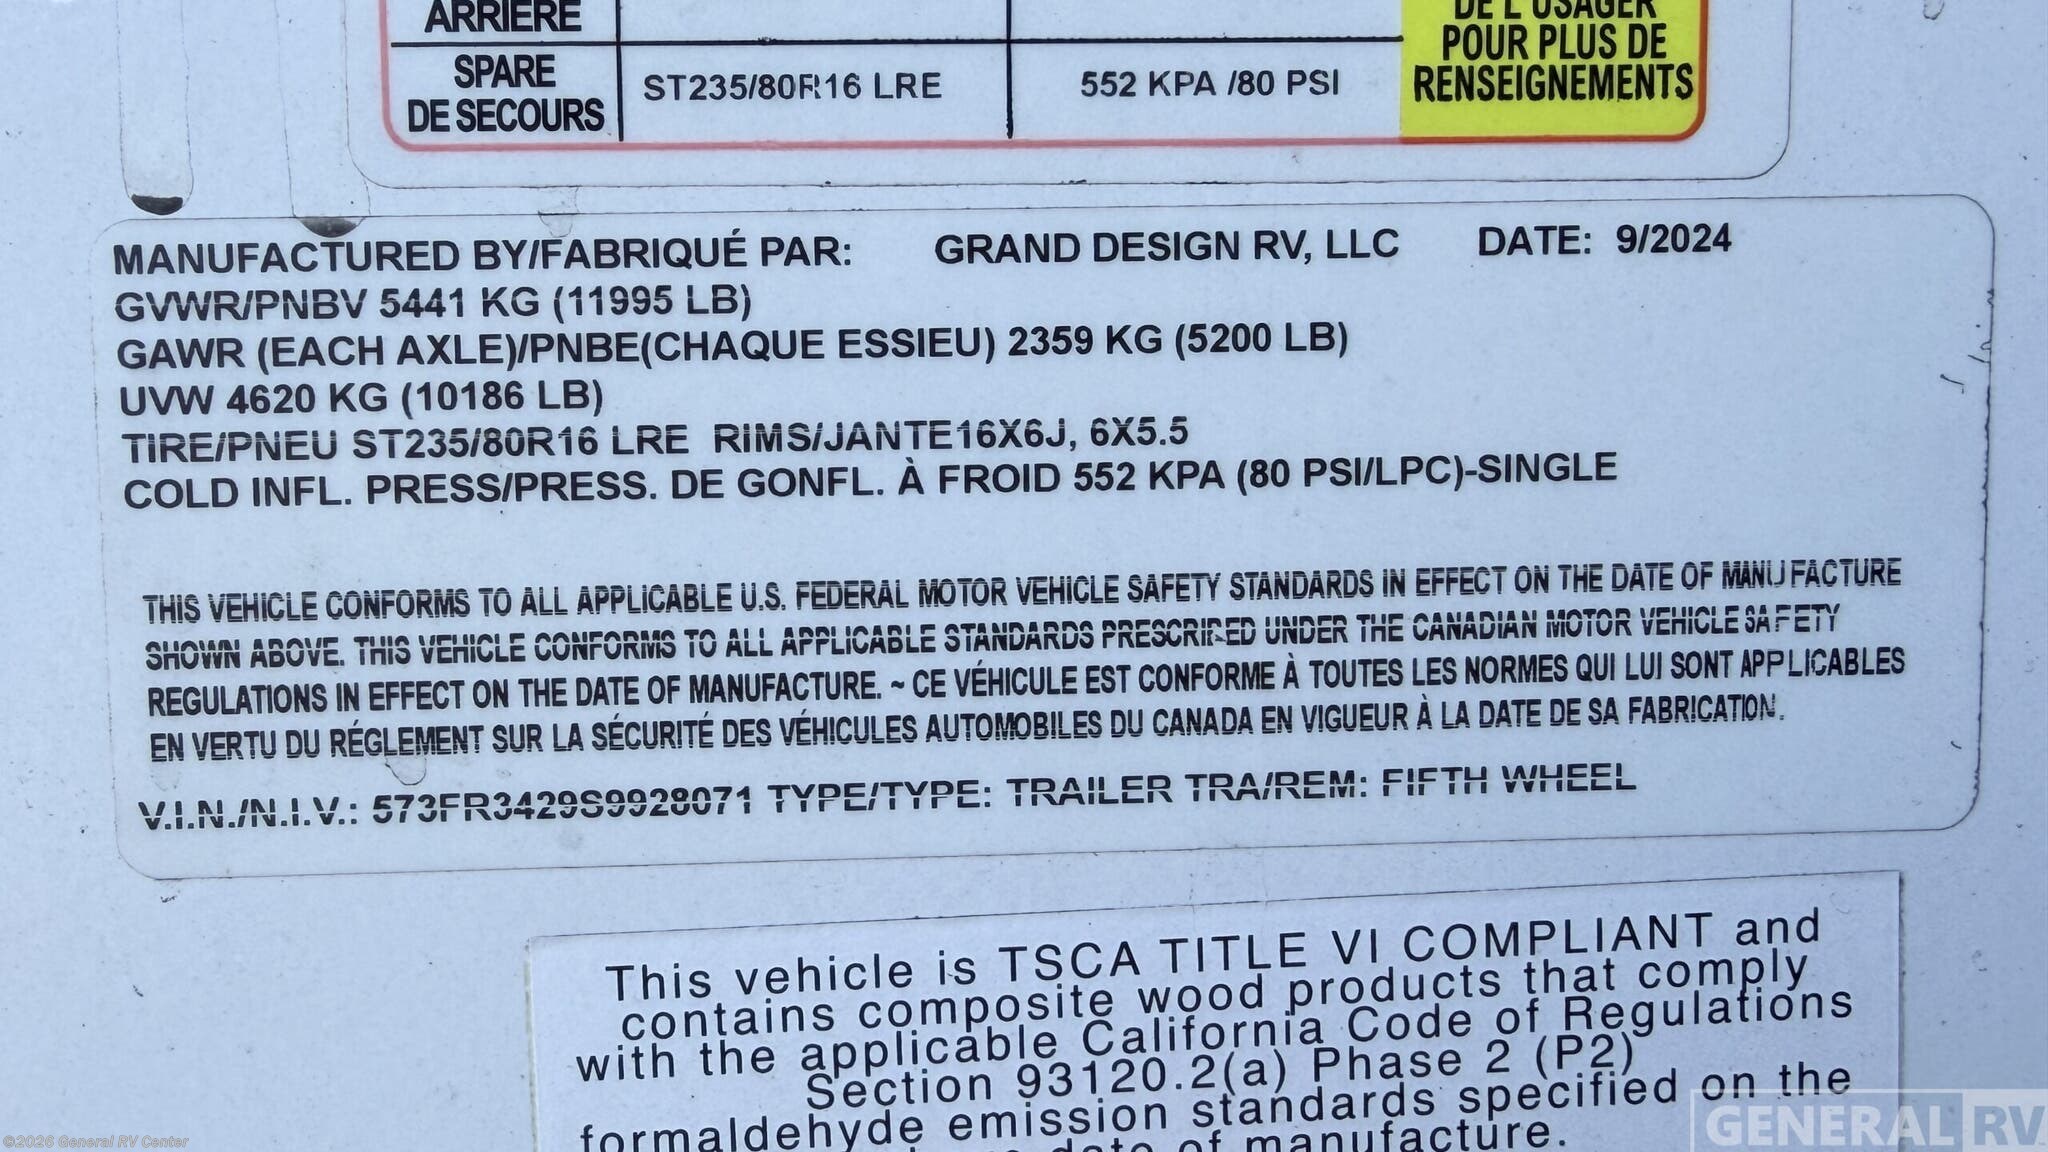 ARRIÈRE
SPARE
DE SECOURS
ST235/80R16 LRE
552 KPA /80 PSI
DE L'USAGER
POUR PLUS DE
RENSEIGNEMENTS
MANUFACTURED BY/FABRIQUÉ PAR: GRAND DESIGN RV, LLC DATE: 9/2024
GVWR/PNBV 5441 KG (11995 LB)
GAWR (EACH AXLE)/PNBE(CHAQUE ESSIEU) 2359 KG (5200 LB)
UVW 4620 KG (10186 LB)
TIRE/PNEU ST235/80R16 LRE RIMS/JANTE16X6J, 6X5.5
COLD INFL. PRESS/PRESS. DE GONFL. À FROID 552 KPA (80 PSI/LPC)-SINGLE
THIS VEHICLE CONFORMS TO ALL APPLICABLE U.S. FEDERAL MOTOR VEHICLE SAFETY STANDARDS IN EFFECT ON THE DATE OF MANUFACTURE
SHOWN ABOVE. THIS VEHICLE CONFORMS TO ALL APPLICABLE STANDARDS PRESCRIBED UNDER THE CANADIAN MOTOR VEHICLE SAFETY
REGULATIONS IN EFFECT ON THE DATE OF MANUFACTURE. ~ CE VÉHICULE EST CONFORME À TOUTES LES NORMES QUI LUI SONT APPLICABLES
EN VERTU DU RÉGLEMENT SUR LA SÉCURITÉ DES VÉHICULES AUTOMOBILES DU CANADA EN VIGUEUR À LA DATE DE SA FABRICATION.
V.I.N./N.I.V.: 573FR3429S9928071 TYPE/TYPE: TRAILER TRA/REM: FIFTH WHEEL
This vehicle is TSCA TITLE VI COMPLIANT and
contains composite wood products that comply
with the applicable California Code of Regulations
Section 93120.2(a) Phase 2 (P2)
formaldehyde emission standards specified on the
date of manufacture.
©2026 General RV Center
GENERAL RV